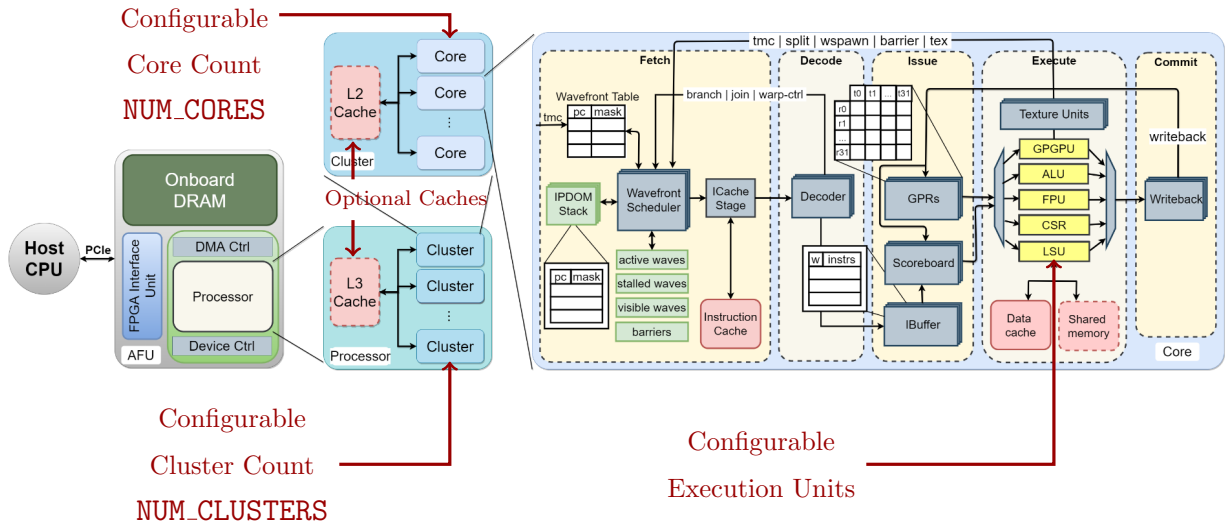 Configurable
Core Count
NUM_CORES
Core
Core
⋮
Core
L2
Cache
Cluster
Optional Caches
Onboard
DRAM
Host
CPU
PCIe
FPGA Interface
Unit
DMA Ctrl
Processor
Device Ctrl
AFU
L3
Cache
Cluster
Cluster
⋮
Cluster
Processor
Configurable
Cluster Count
NUM_CLUSTERS
tmc | split | wspawn | barrier | tex
Fetch
Decode
Issue
Execute
Commit
Wavefront Table
pc mask
tmc
branch | join | warp-ctrl
IPDOM
Stack
Wavefront
Scheduler
ICache
Stage
pc mask
active waves
stalled waves
visible waves
barriers
Instruction
Cache
Decoder
w instrs
t0 t1 ... t31
r0
r1
...
r31
GPRs
Scoreboard
IBuffer
Texture Units
GPGPU
ALU
FPU
CSR
LSU
Data
cache
Shared
memory
writeback
Writeback
Core
Configurable
Execution Units